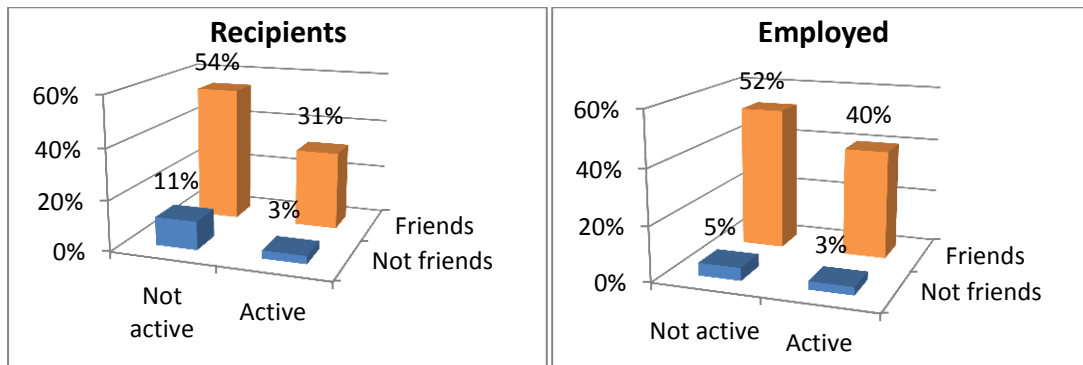 Recipients
54%
60%
31%
40%
11%
20%
3%
0%
Friends
Not friends
Not
active
Active
Employed
52%
60%
40%
40%
5%
20%
3%
0%
Friends
Not friends
Not active
Active